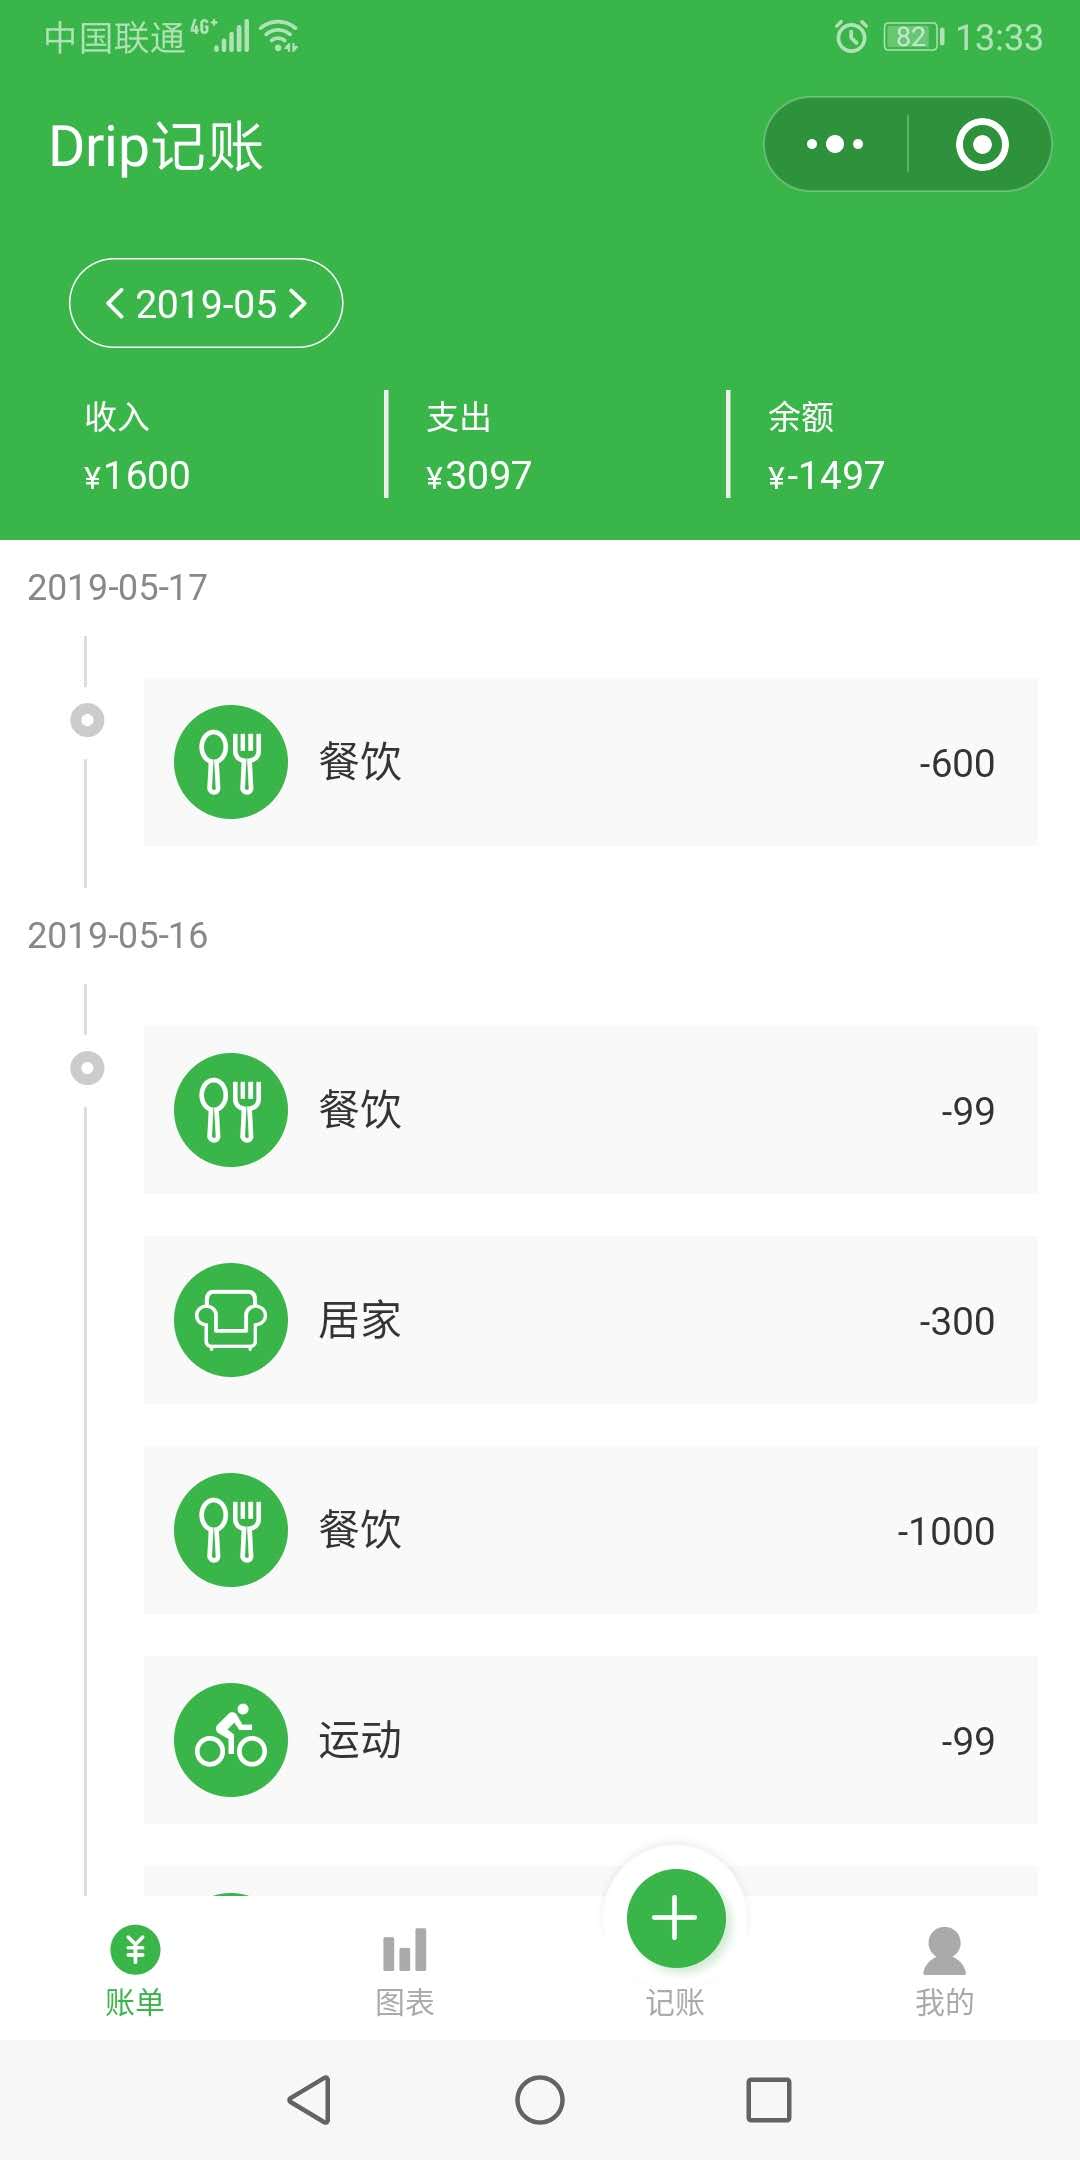 中国联通 4G+ 82 13:33
Drip记账
2019-05
收入 支出 余额
¥1600 ¥3097 ¥-1497
2019-05-17
餐饮 -600
2019-05-16
餐饮 -99
居家 -300
餐饮 -1000
运动 -99
账单 图表 记账 我的